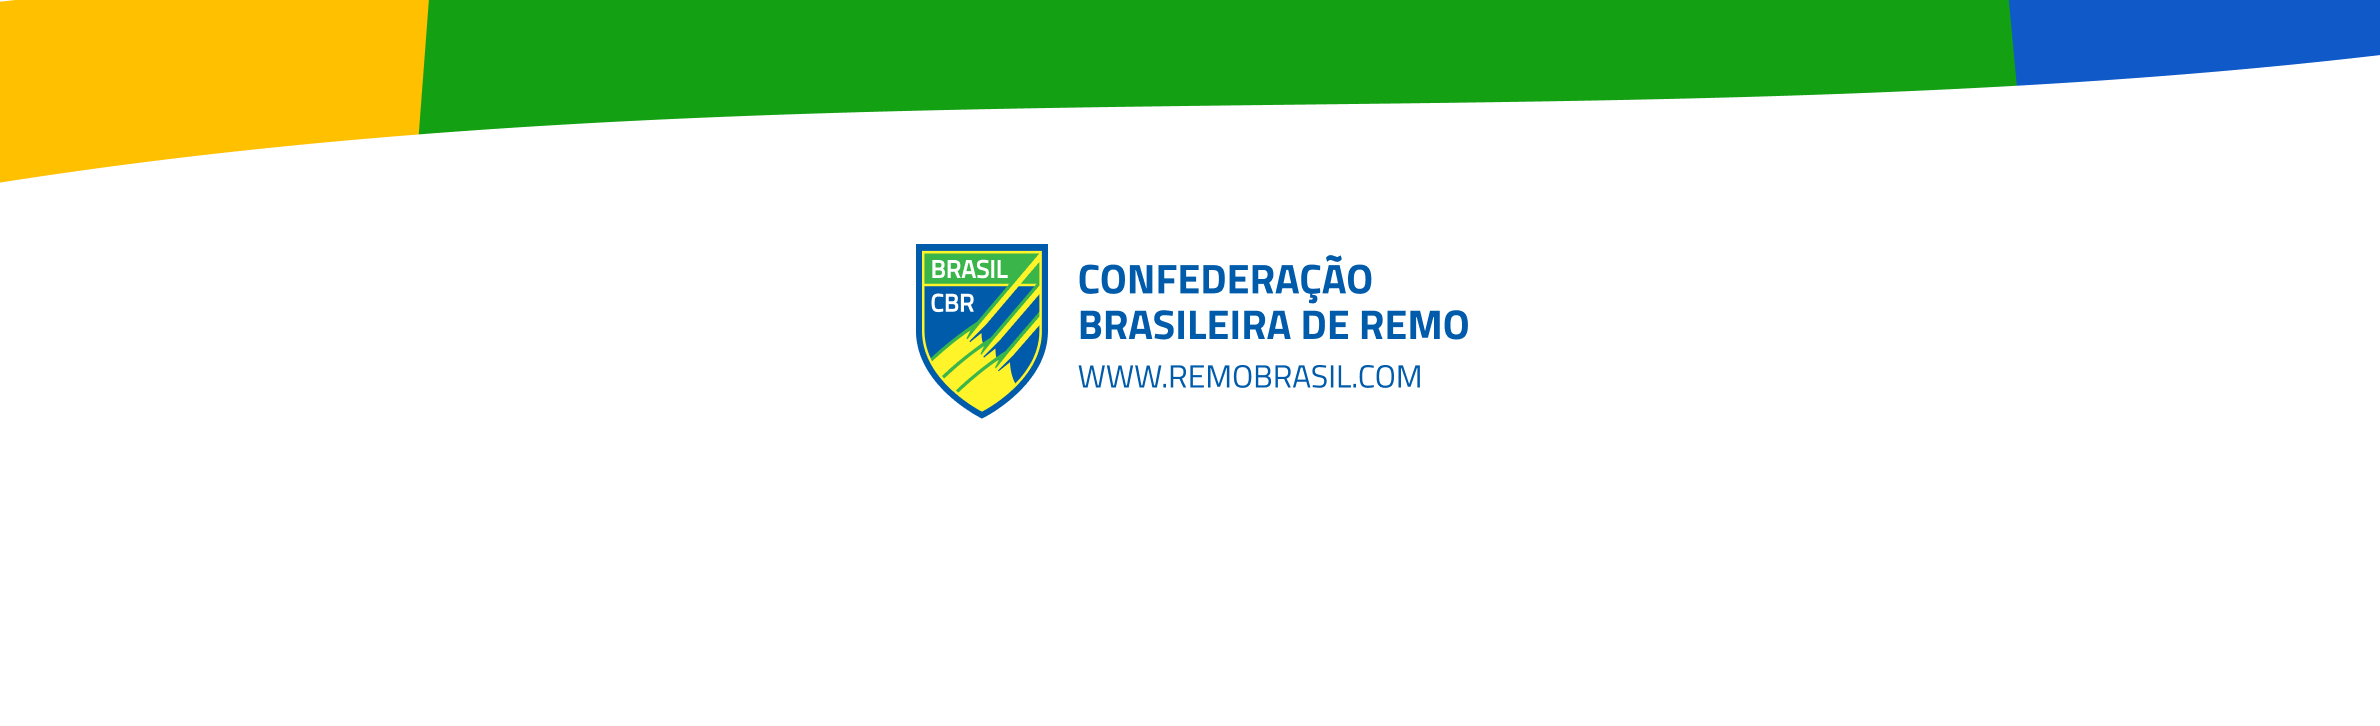 BRASIL
CBR
CONFEDERAÇÃO
BRASILEIRA DE REMO
WWW.REMOBRASIL.COM